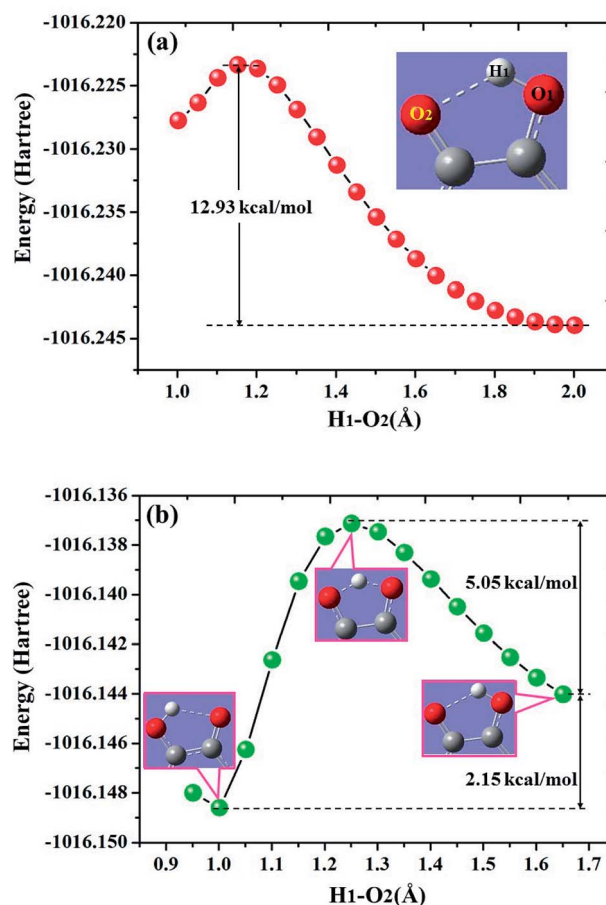 -1016.220
(a)
-1016.225
-1016.230
-1016.235
-1016.240
-1016.245
Energy (Hartree)
H1
O1
O2
12.93 kcal/mol
1.0 1.2 1.4 1.6 1.8 2.0
H1-O2(Å)
-1016.136
(b)
-1016.138
-1016.140
-1016.142
-1016.144
-1016.146
-1016.148
-1016.150
Energy (Hartree)
5.05 kcal/mol
2.15 kcal/mol
0.9 1.0 1.1 1.2 1.3 1.4 1.5 1.6 1.7
H1-O2(Å)